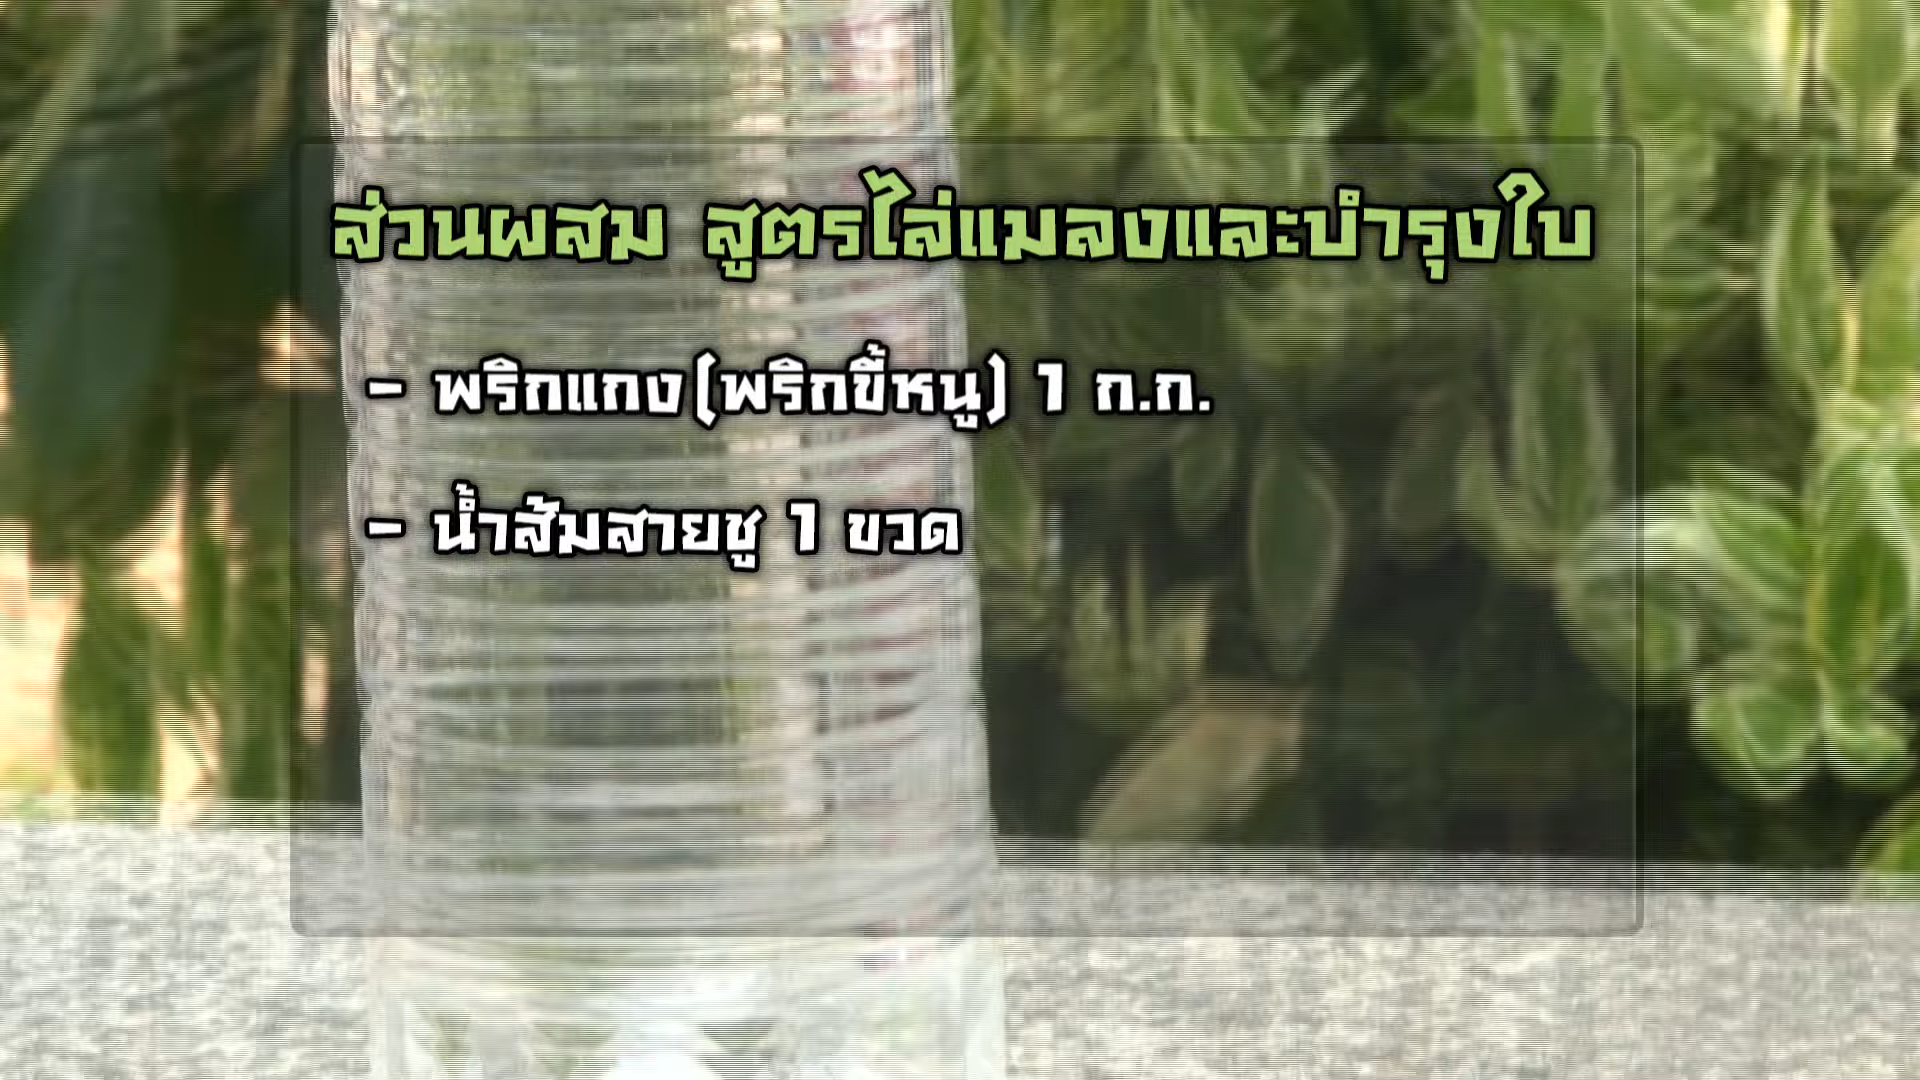 ส่วนผสม สูตรไล่แมลงและบำรุงใบ
- พริกแกง(พริกขี้หนู) 1 ก.ก.
- น้ำส้มสายชู 1 ขวด